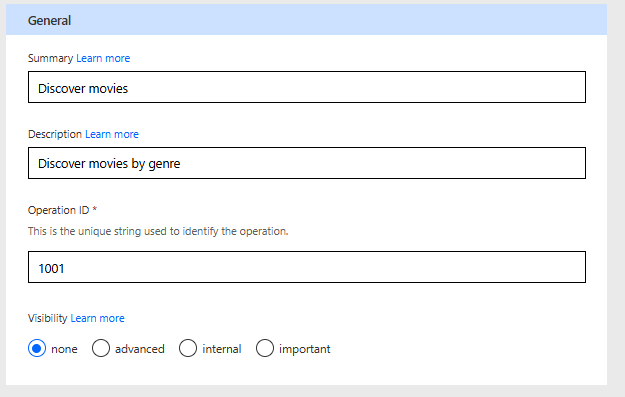 General
Summary Learn more
Discover movies
Description Learn more
Discover movies by genre
Operation ID *
This is the unique string used to identify the operation.
1001
Visibility Learn more
none advanced internal important